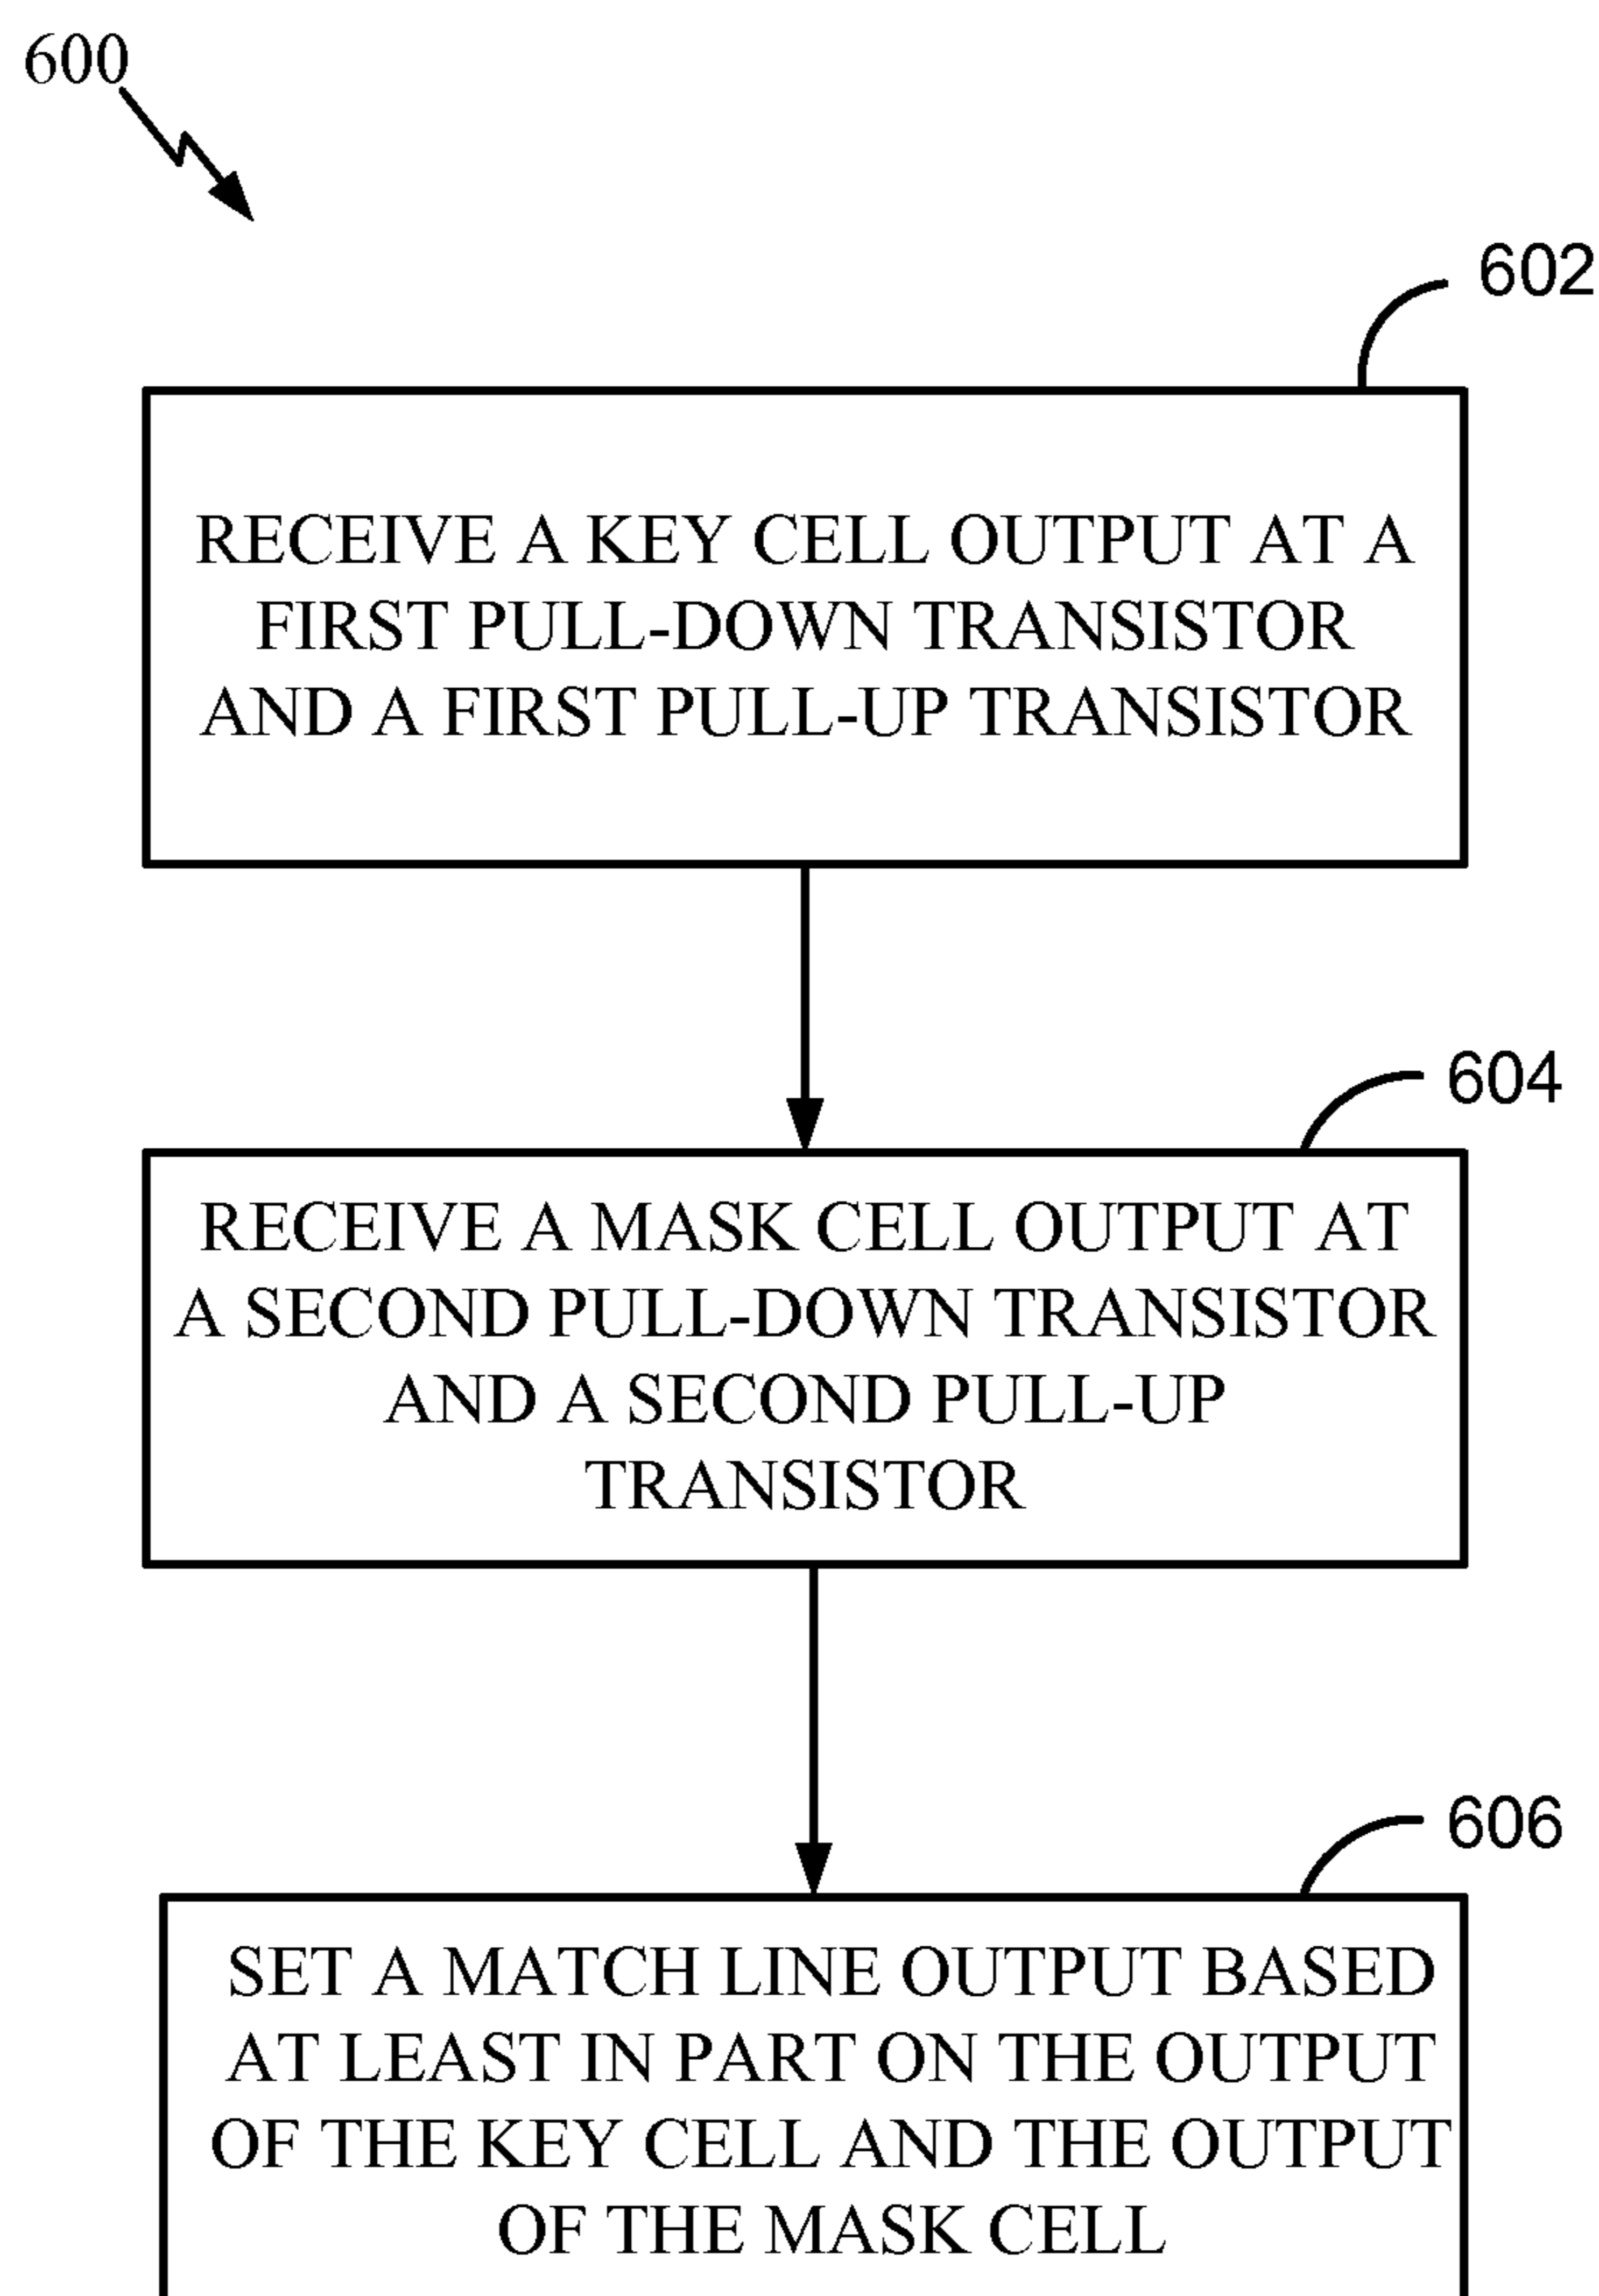 600
602
RECEIVE A KEY CELL OUTPUT AT A
FIRST PULL-DOWN TRANSISTOR
AND A FIRST PULL-UP TRANSISTOR
604
RECEIVE A MASK CELL OUTPUT AT
A SECOND PULL-DOWN TRANSISTOR
AND A SECOND PULL-UP
TRANSISTOR
606
SET A MATCH LINE OUTPUT BASED
AT LEAST IN PART ON THE OUTPUT
OF THE KEY CELL AND THE OUTPUT
OF THE MASK CELL